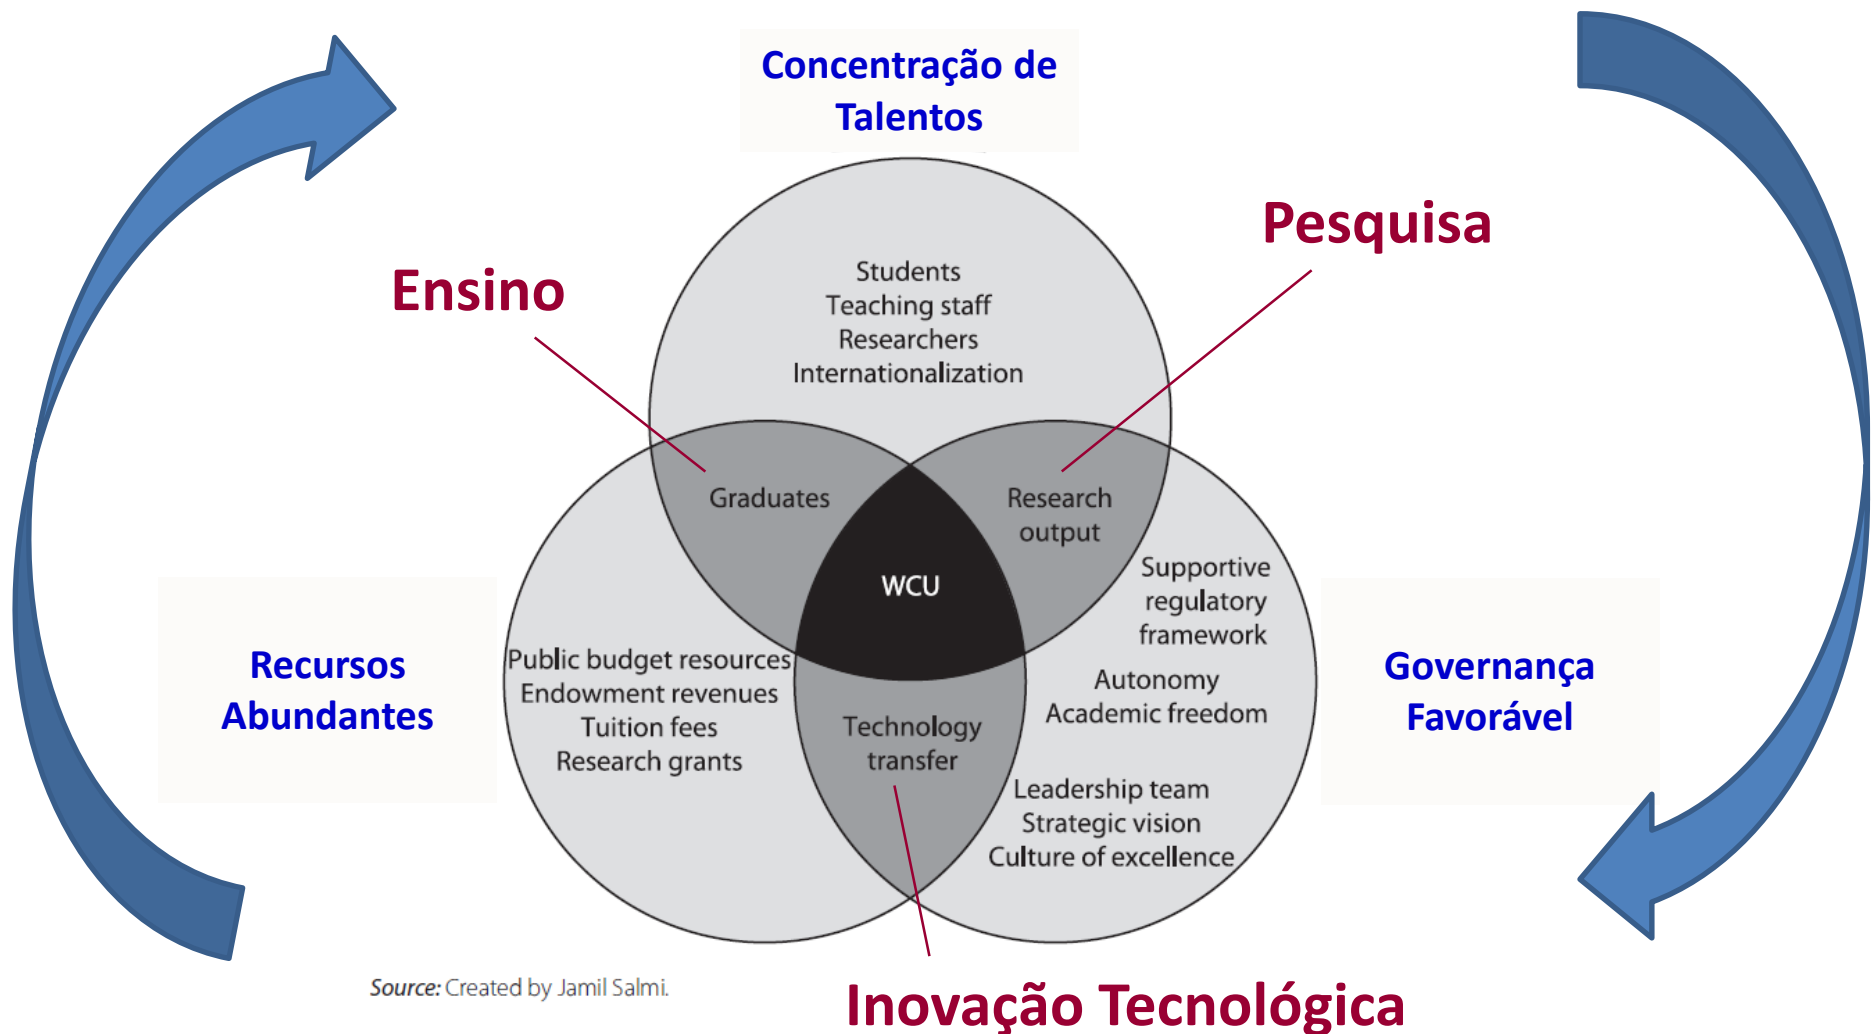 Concentração de
Talentos
Pesquisa
Ensino
Students
Teaching staff
Researchers
Internationalization
Graduates
Research
output
WCU
Supportive
regulatory
framework
Recursos
Abundantes
Public budget resources
Endowment revenues
Tuition fees
Research grants
Technology
transfer
Autonomy
Academic freedom
Leadership team
Strategic vision
Culture of excellence
Governança
Favorável
Source: Created by Jamil Salmi.
Inovação Tecnológica